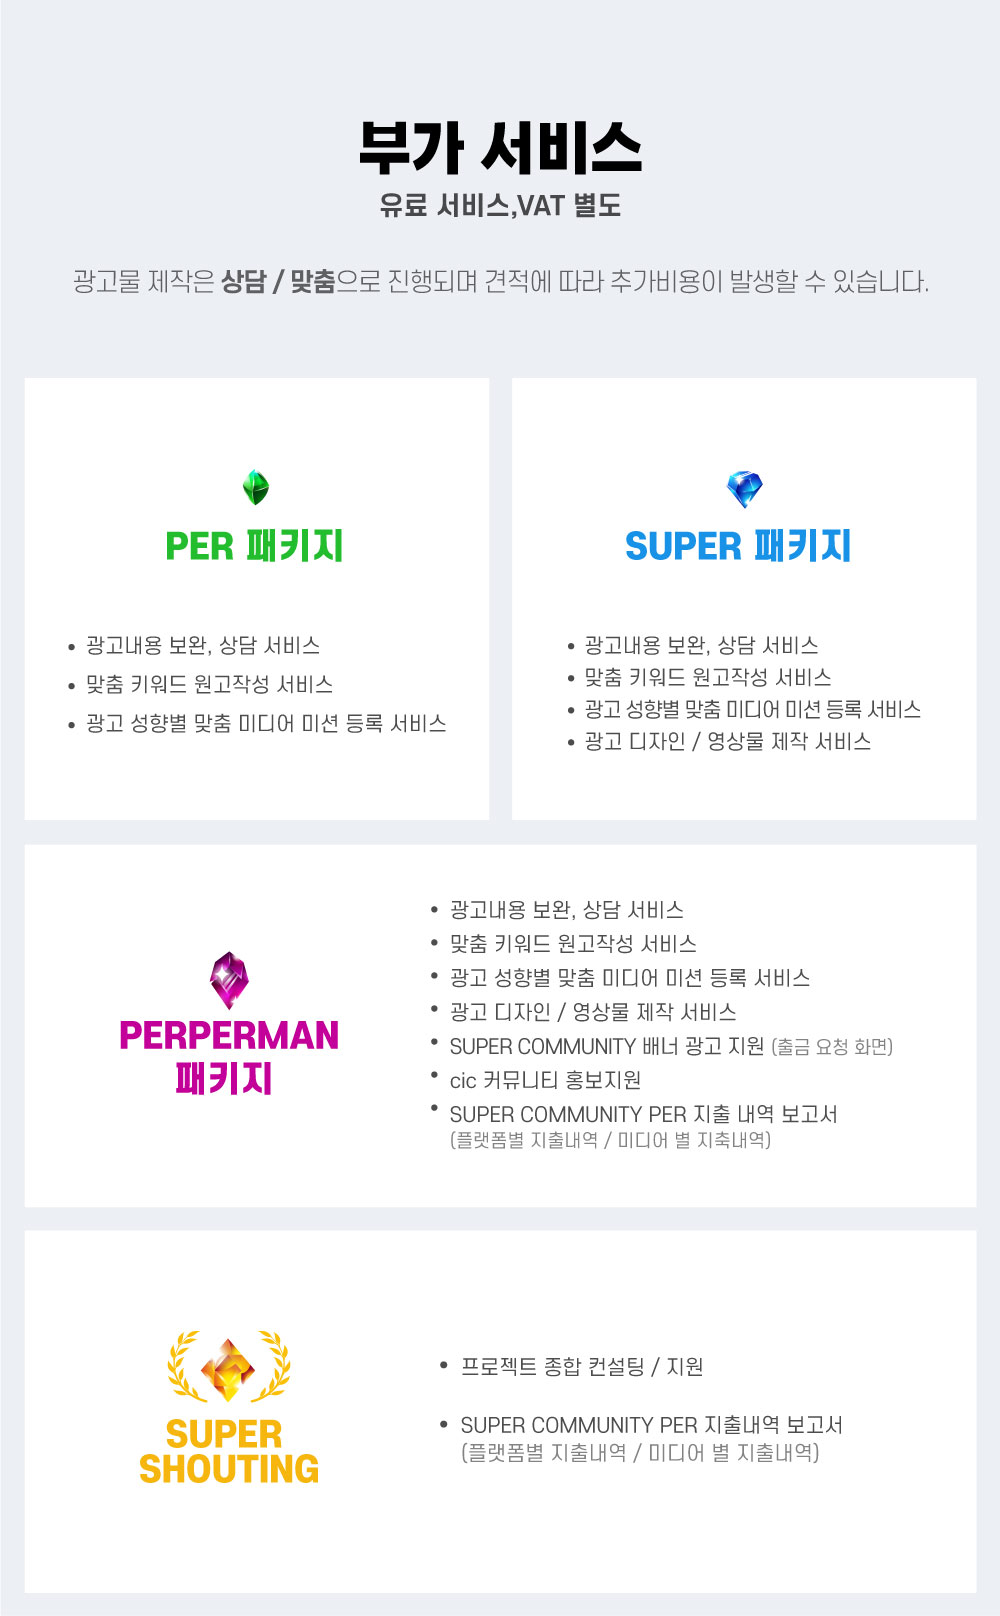 부가 서비스
유료 서비스,VAT 별도
광고물 제작은 상담 / 맞춤으로 진행되며 견적에 따라 추가비용이 발생할 수 있습니다.
PER 패키지
• 광고내용 보완, 상담 서비스
• 맞춤 키워드 원고작성 서비스
• 광고 성향별 맞춤 미디어 미션 등록 서비스
SUPER 패키지
• 광고내용 보완, 상담 서비스
• 맞춤 키워드 원고작성 서비스
• 광고 성향별 맞춤 미디어 미션 등록 서비스
• 광고 디자인 / 영상물 제작 서비스
PERPERMAN
패키지
• 광고내용 보완, 상담 서비스
• 맞춤 키워드 원고작성 서비스
• 광고 성향별 맞춤 미디어 미션 등록 서비스
• 광고 디자인 / 영상물 제작 서비스
• SUPER COMMUNITY 배너 광고 지원 (출금 요청 화면)
• cic 커뮤니티 홍보지원
• SUPER COMMUNITY PER 지출 내역 보고서
(플랫폼별 지출내역 / 미디어 별 지축내역)
SUPER
SHOUTING
• 프로젝트 종합 컨설팅 / 지원
• SUPER COMMUNITY PER 지출내역 보고서
(플랫폼별 지출내역 / 미디어 별 지출내역)